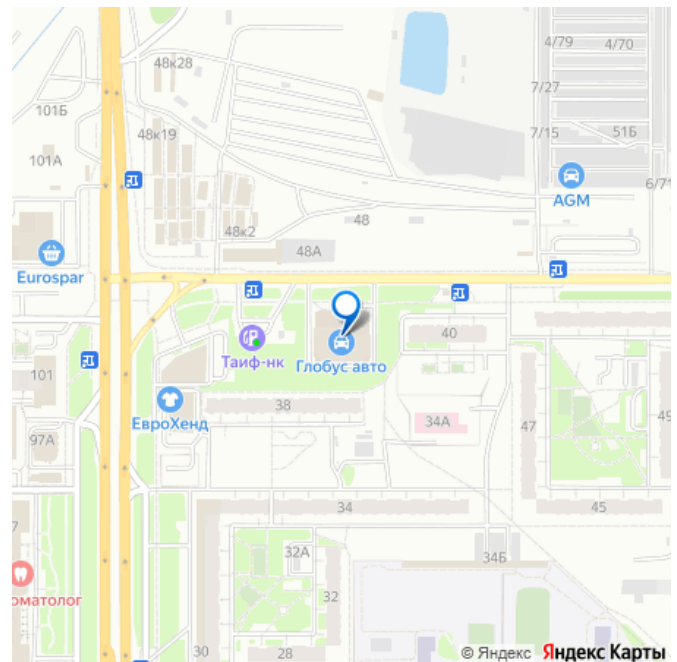 4/79
4/70
48к28
7/27
101Б
48к19
7/15
51Б
101А
AGM
6/71
48к2
48
48А
Eurospar
40
Таиф-нк
Глобус авто
101
38
ЕвроХенд
34А
47
49
97А
34
45
32А
34Б
7
оматолог
32
30
28
© Яндекс Яндекс Карты